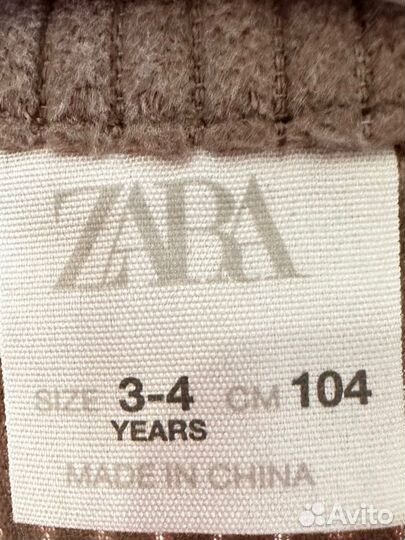 ZARA
SIZE 3-4 CM 104
YEARS
MADE IN CHINA
Avito